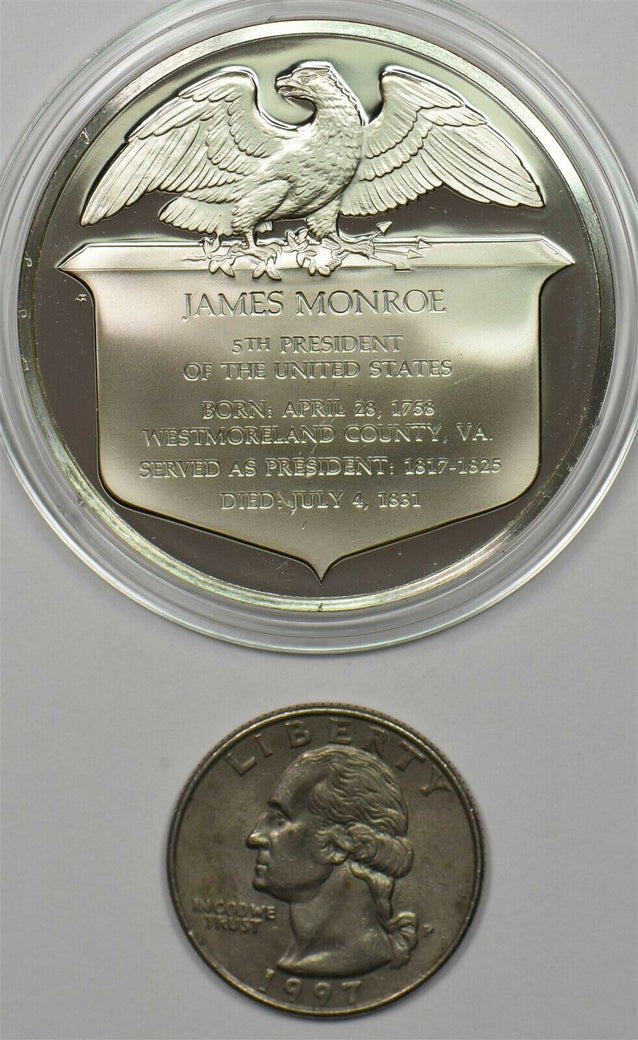 JAMES MONROE
5TH PRESIDENT
OF THE UNITED STATES
BORN: APRIL 28, 1758
WESTMORELAND COUNTY, VA.
SERVED AS PRESIDENT: 1817-1825
DIED: JULY 4, 1831
LIBERTY
IN GOD WE
TRUST
P
1997